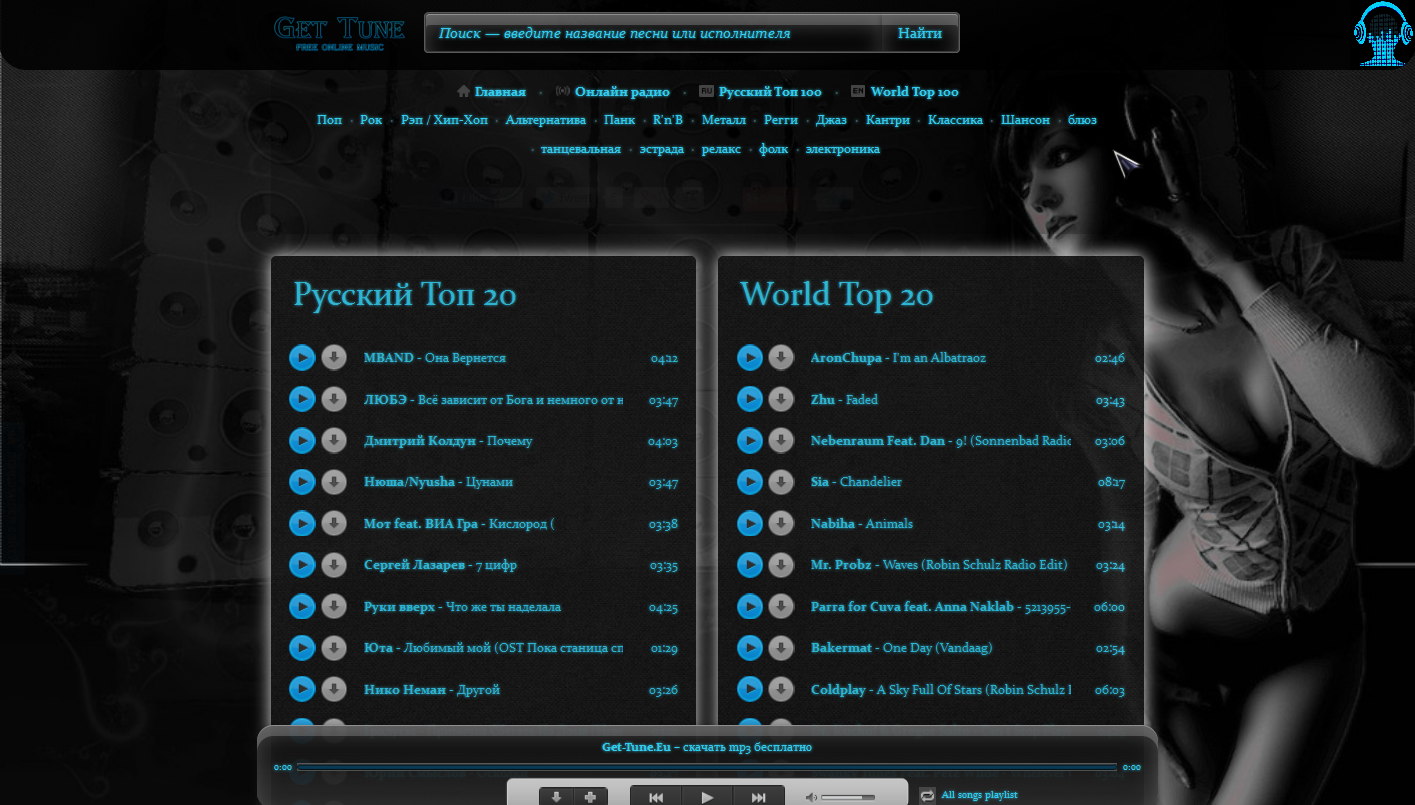 Get Tune
FREE ONLINE MUSIC
Поиск — введите название песни или исполнителя
Найти
Главная · Онлайн радио · RU Русский Топ 100 · EN World Top 100
Поп · Рок · Рэп / Хип-Хоп · Альтернатива · Панк · R'n'B · Металл · Регги · Джаз · Кантри · Классика · Шансон · блюз
· танцевальная · эстрада · релакс · фолк · электроника
Русский Топ 20
MBAND - Она Вернется 04:12
ЛЮБЭ - Всё зависит от Бога и немного от н 03:47
Дмитрий Колдун - Почему 04:03
Нюша/Nyusha - Цунами 03:47
Мот feat. ВИА Гра - Кислород ( 03:38
Сергей Лазарев - 7 цифр 03:35
Руки вверх - Что же ты наделала 04:25
Юта - Любимый мой (OST Пока станица сп 01:29
Нико Неман - Другой 03:26
World Top 20
AronChupa - I'm an Albatraoz 02:46
Zhu - Faded 03:43
Nebenraum Feat. Dan - 9! (Sonnenbad Radio 03:06
Sia - Chandelier 08:17
Nabiha - Animals 03:14
Mr. Probz - Waves (Robin Schulz Radio Edit) 03:24
Parra for Cuva feat. Anna Naklab - 5213955- 06:00
Bakermat - One Day (Vandaag) 02:54
Coldplay - A Sky Full Of Stars (Robin Schulz 06:03
Get-Tune.Eu – скачать mp3 бесплатно
0:00 0:00
All songs playlist